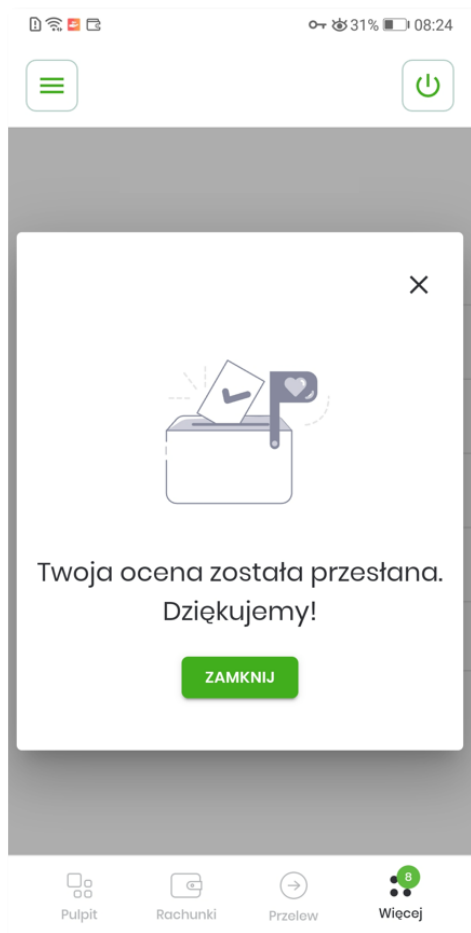 31% 08:24
Twoja ocena została przesłana.
Dziękujemy!
ZAMKNIJ
8
Pulpit Rachunki Przelew Więcej